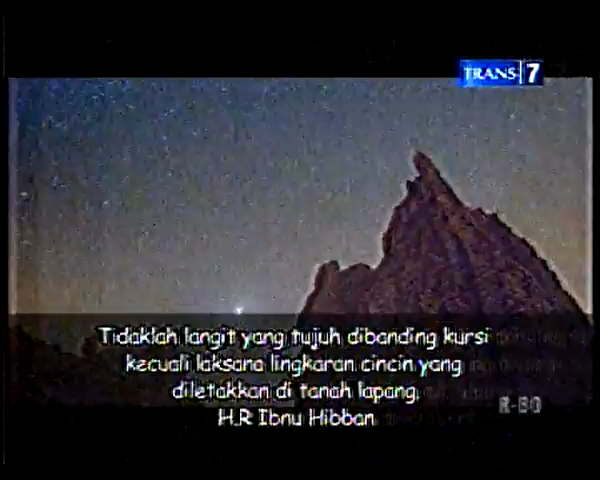 TRANS|7
Tidaklah langit yang tujuh dibanding kursi
kecuali laksana lingkaran cincin yang
diletakkan di tanah lapang.
H.R Ibnu Hibban
R-BO